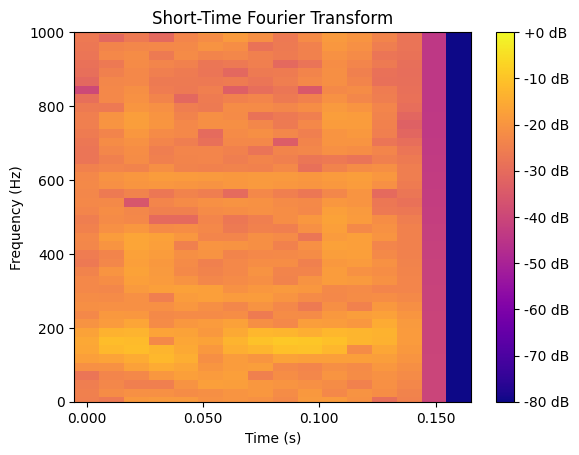 Short-Time Fourier Transform
1000
800
600
400
200
0
Frequency (Hz)
0.000
0.050
0.100
0.150
Time (s)
+0 dB
-10 dB
-20 dB
-30 dB
-40 dB
-50 dB
-60 dB
-70 dB
-80 dB